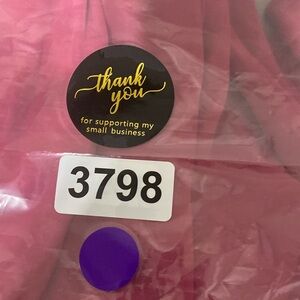 thank
you
for supporting my
small business
3798